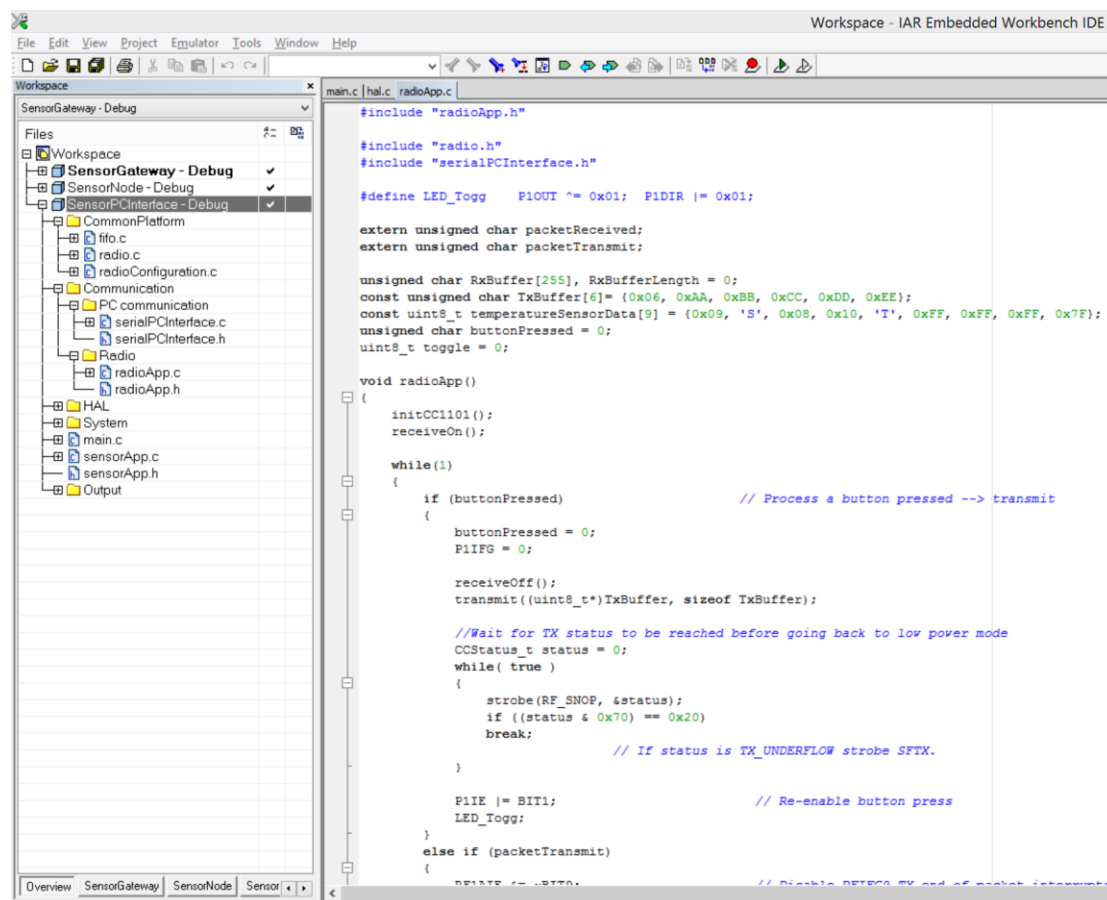 Workspace - IAR Embedded Workbench IDE
File Edit View Project Emulator Tools Window Help
Workspace
SensorGateway - Debug
Files
Workspace
SensorGateway - Debug
SensorNode - Debug
SensorPCInterface - Debug
CommonPlatform
fifo.c
radio.c
radioConfiguration.c
Communication
PC communication
serialPCInterface.c
serialPCInterface.h
Radio
radioApp.c
radioApp.h
HAL
System
main.c
sensorApp.c
sensorApp.h
Output
Overview SensorGateway SensorNode Sensor
main.c hal.c radioApp.c
#include "radioApp.h"
#include "radio.h"
#include "serialPCInterface.h"
#define LED_Togg P1OUT ^= 0x01; P1DIR |= 0x01;
extern unsigned char packetReceived;
extern unsigned char packetTransmit;
unsigned char RxBuffer[255], RxBufferLength = 0;
const unsigned char TxBuffer[6]= {0x06, 0xAA, 0xBB, 0xCC, 0xDD, 0xEE};
const uint8_t temperatureSensorData[9] = {0x09, 'S', 0x08, 0x10, 'T', 0xFF, 0xFF, 0xFF, 0x7F};
unsigned char buttonPressed = 0;
uint8_t toggle = 0;
void radioApp()
{
initCC1101();
receiveOn();
while(1)
{
if (buttonPressed) // Process a button pressed --> transmit
{
buttonPressed = 0;
P1IFG = 0;
receiveOff();
transmit((uint8_t*)TxBuffer, sizeof TxBuffer);
//Wait for TX status to be reached before going back to low power mode
CCStatus_t status = 0;
while( true )
{
strobe(RF_SNOP, &status);
if ((status & 0x70) == 0x20)
break;
// If status is TX_UNDERFLOW strobe SFTX.
}
P1IE |= BIT1; // Re-enable button press
LED_Togg;
}
else if (packetTransmit)
{